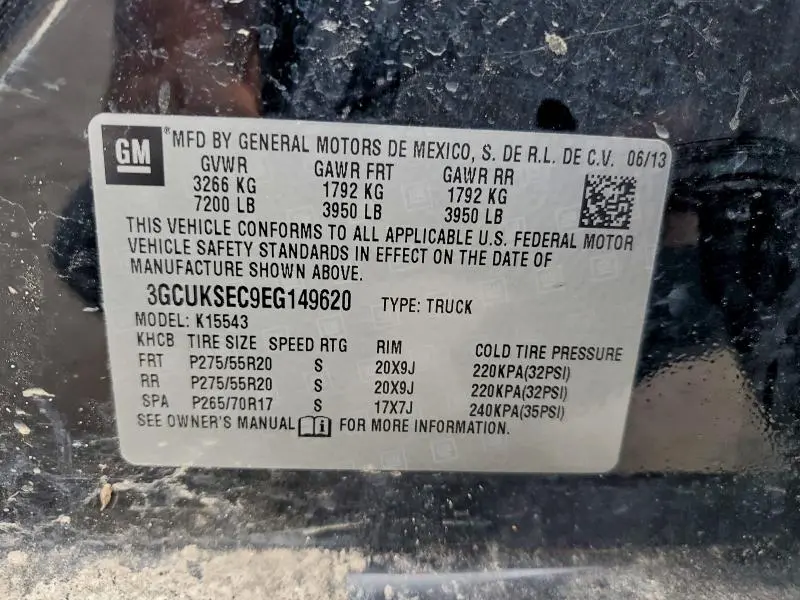 GM ®MFD BY GENERAL MOTORS DE MEXICO, S. DE R.L. DE C.V. 06/13
GVWR GAWR FRT GAWR RR
3266 KG 1792 KG 1792 KG
7200 LB 3950 LB 3950 LB
THIS VEHICLE CONFORMS TO ALL APPLICABLE U.S. FEDERAL MOTOR
VEHICLE SAFETY STANDARDS IN EFFECT ON THE DATE OF
MANUFACTURE SHOWN ABOVE.
3GCUKSEC9EG149620 TYPE: TRUCK
MODEL: K15543
KHCB TIRE SIZE SPEED RTG RIM COLD TIRE PRESSURE
FRT P275/55R20 S 20X9J 220KPA(32PSI)
RR P275/55R20 S 20X9J 220KPA(32PSI)
SPA P265/70R17 S 17X7J 240KPA(35PSI)
SEE OWNER'S MANUAL FOR MORE INFORMATION.